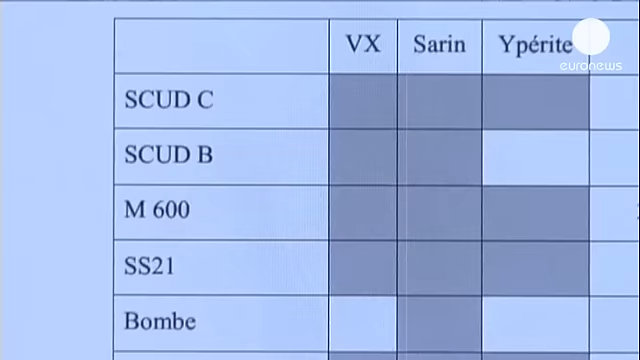 VX Sarin Ypérite
euronews
SCUD C
SCUD B
M 600
SS21
Bombe